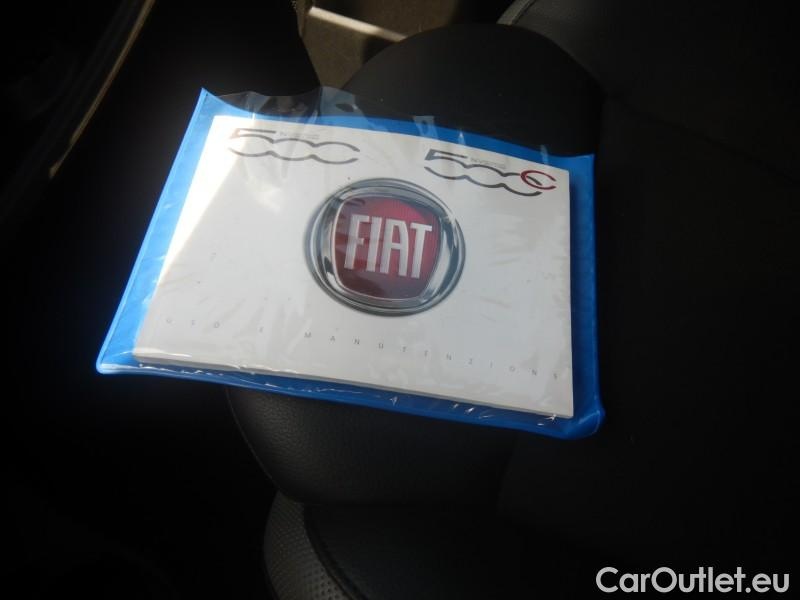 500
500C
FIAT
USO E MANUTENZIONE
CarOutlet.eu